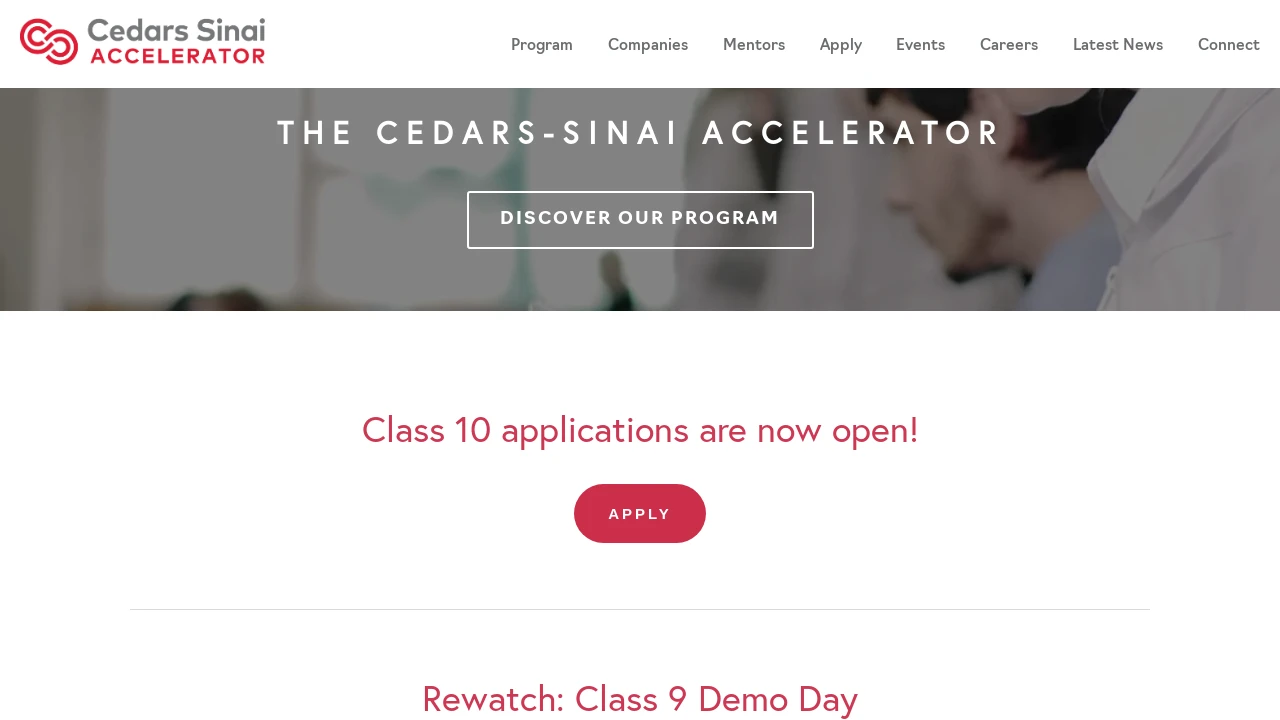 Cedars Sinai
ACCELERATOR
Program Companies Mentors Apply Events Careers Latest News Connect
THE CEDARS-SINAI ACCELERATOR
DISCOVER OUR PROGRAM
Class 10 applications are now open!
APPLY
Rewatch: Class 9 Demo Day